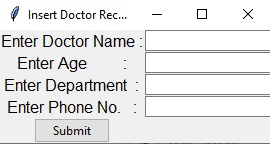 Insert Doctor Rec...
Enter Doctor Name :
Enter Age :
Enter Department :
Enter Phone No. :
Submit